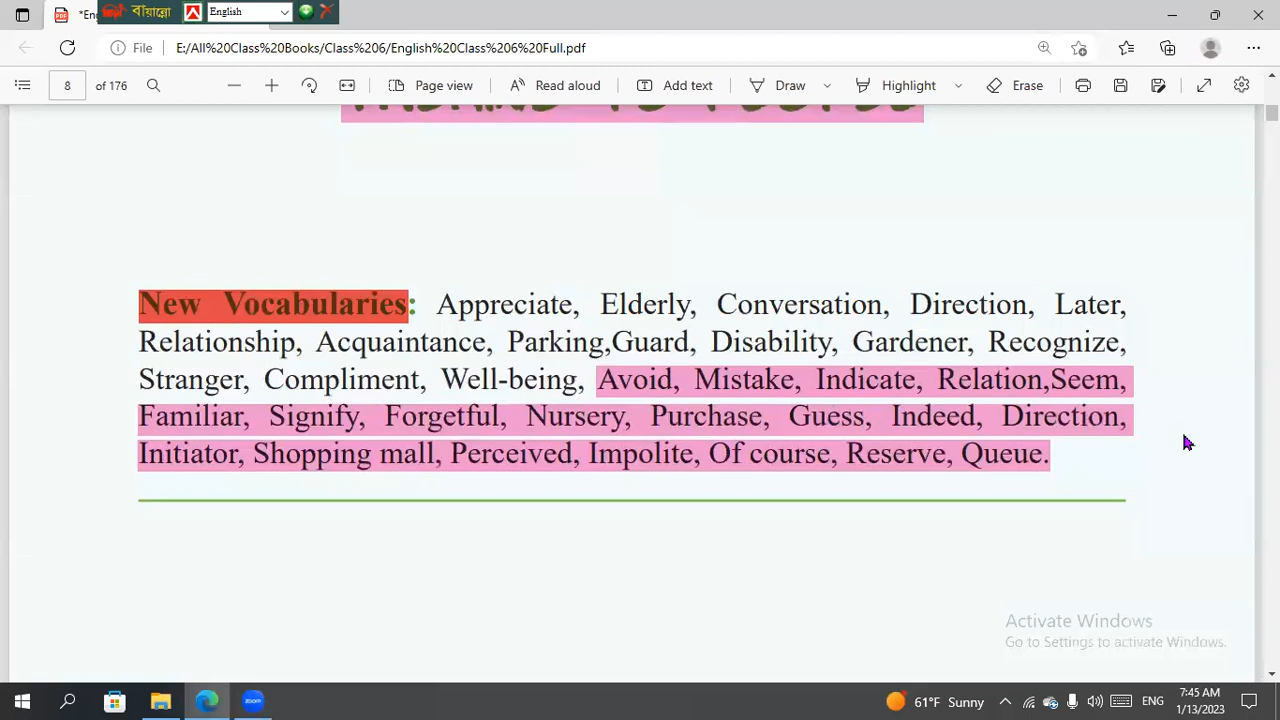 *En
বায়ান্নো
English
File
E:/All%20Class%20Books/Class%206/English%20Class%206%20Full.pdf
8 of 176
Page view
Read aloud
Add text
Draw
Highlight
Erase
New Vocabularies: Appreciate, Elderly, Conversation, Direction, Later,
Relationship, Acquaintance, Parking,Guard, Disability, Gardener, Recognize,
Stranger, Compliment, Well-being, Avoid, Mistake, Indicate, Relation,Seem,
Familiar, Signify, Forgetful, Nursery, Purchase, Guess, Indeed, Direction,
Initiator, Shopping mall, Perceived, Impolite, Of course, Reserve, Queue.
Activate Windows
Go to Settings to activate Windows.
zoom
61°F Sunny
ENG
7:45 AM
1/13/2023